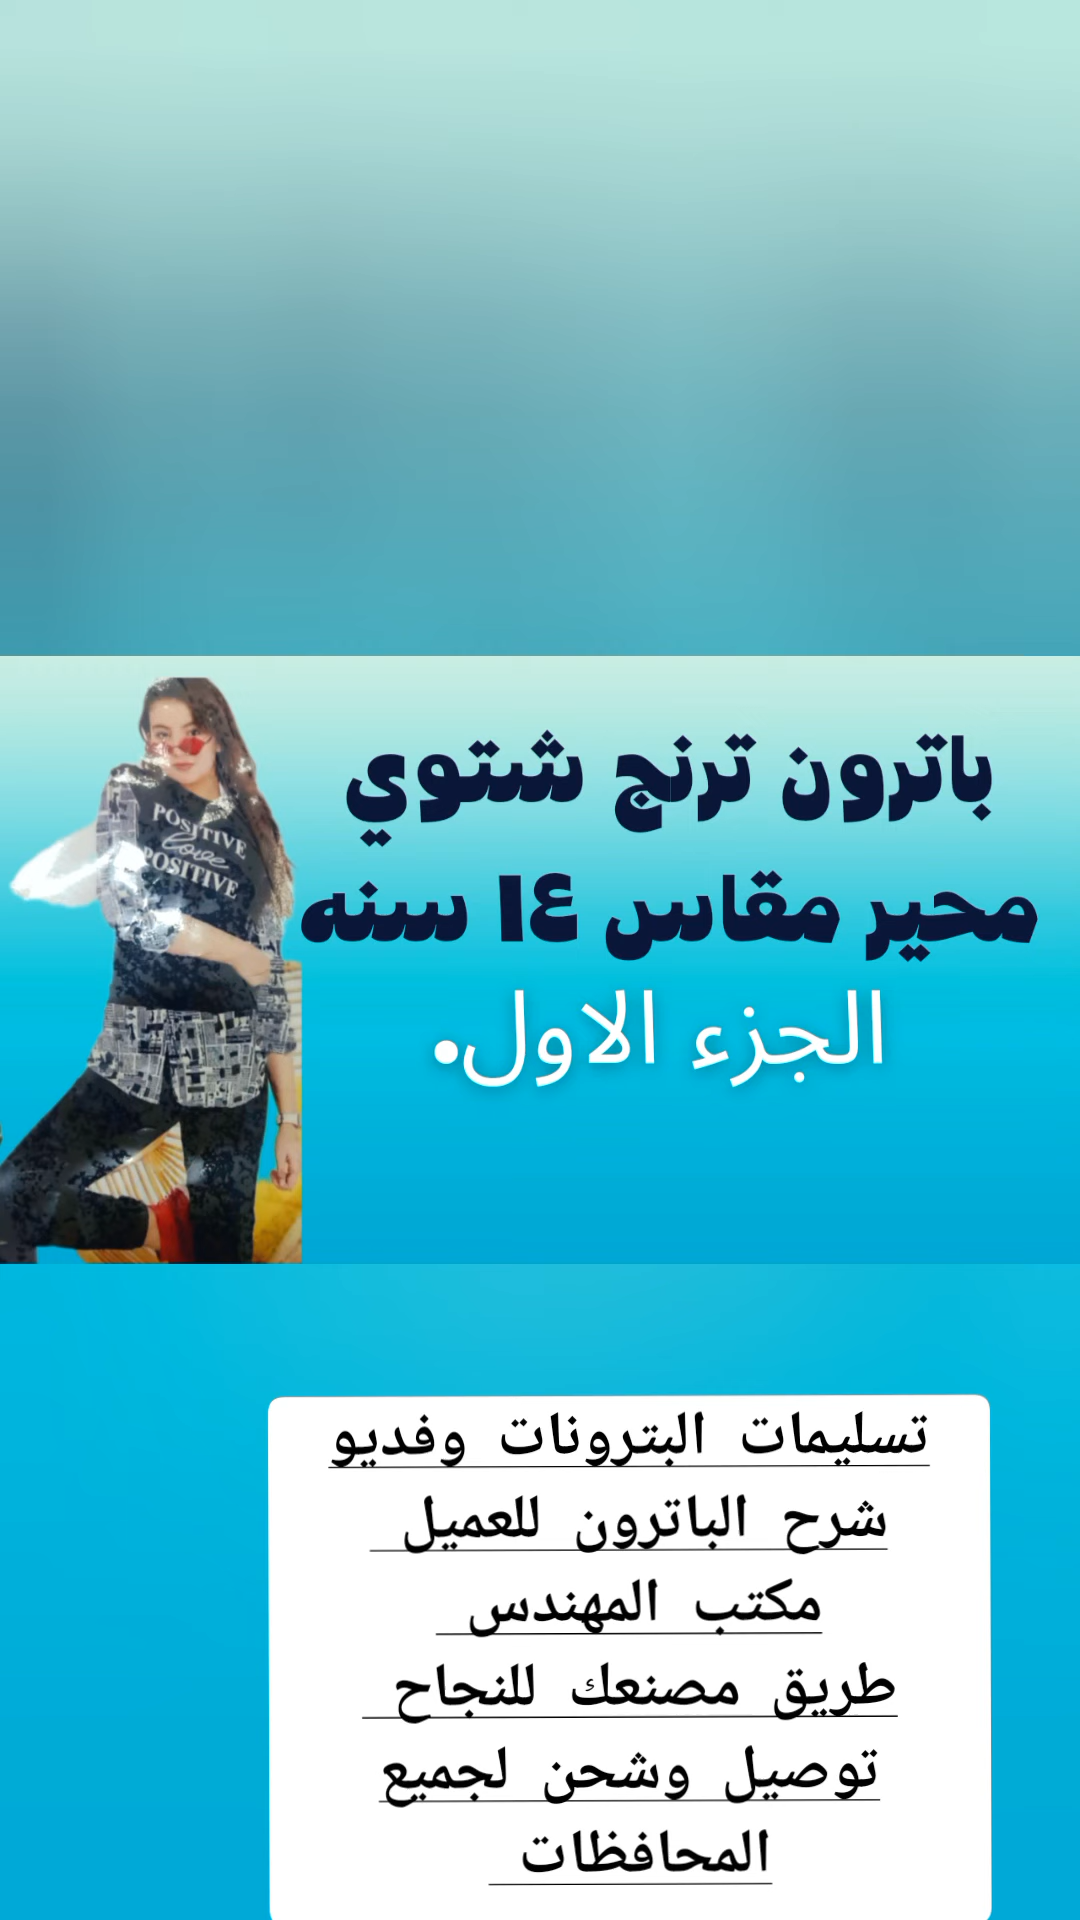 باترون ترنج شتوي
محير مقاس ١٤ سنه
الجزء الاول.
POSITIVE
love
POSITIVE
تسليمات البترونات وفديو
شرح الباترون للعميل
مكتب المهندس
طريق مصنعك للنجاح
توصيل وشحن لجميع
المحافظات